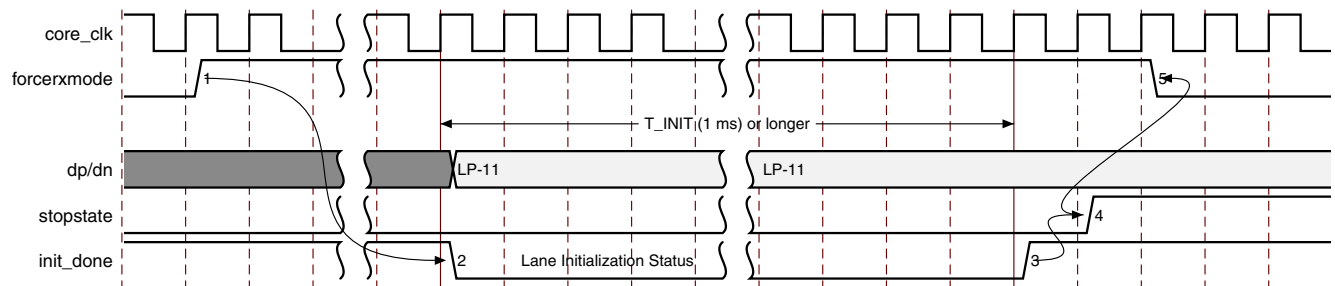 core_clk
forcerxmode 1 5
T_INIT (1 ms) or longer
dp/dn LP-11 LP-11
stopstate 4
init_done 2 Lane Initialization Status 3